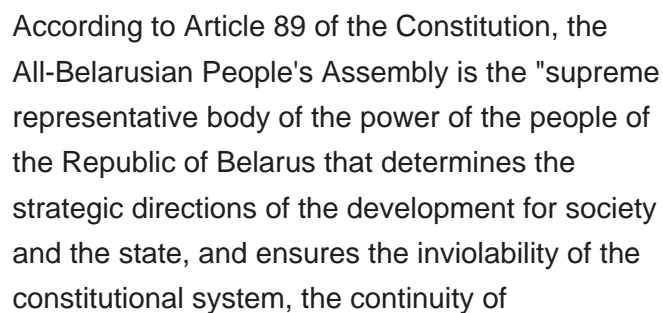 According to Article 89 of the Constitution, the
All-Belarusian People's Assembly is the "supreme
representative body of the power of the people of
the Republic of Belarus that determines the
strategic directions of the development for society
and the state, and ensures the inviolability of the
constitutional system, the continuity of